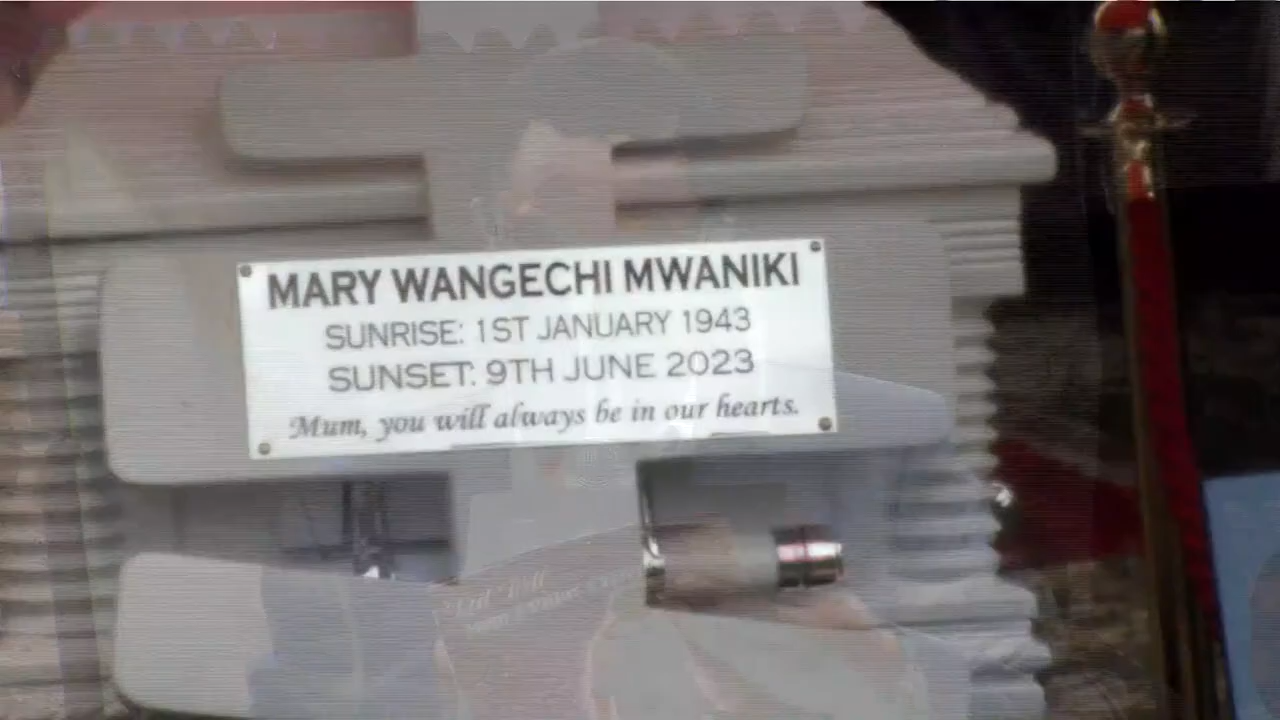 MARY WANGECHI MWANIKI
SUNRISE: 1ST JANUARY 1943
SUNSET: 9TH JUNE 2023
Mum, you will always be in our hearts.